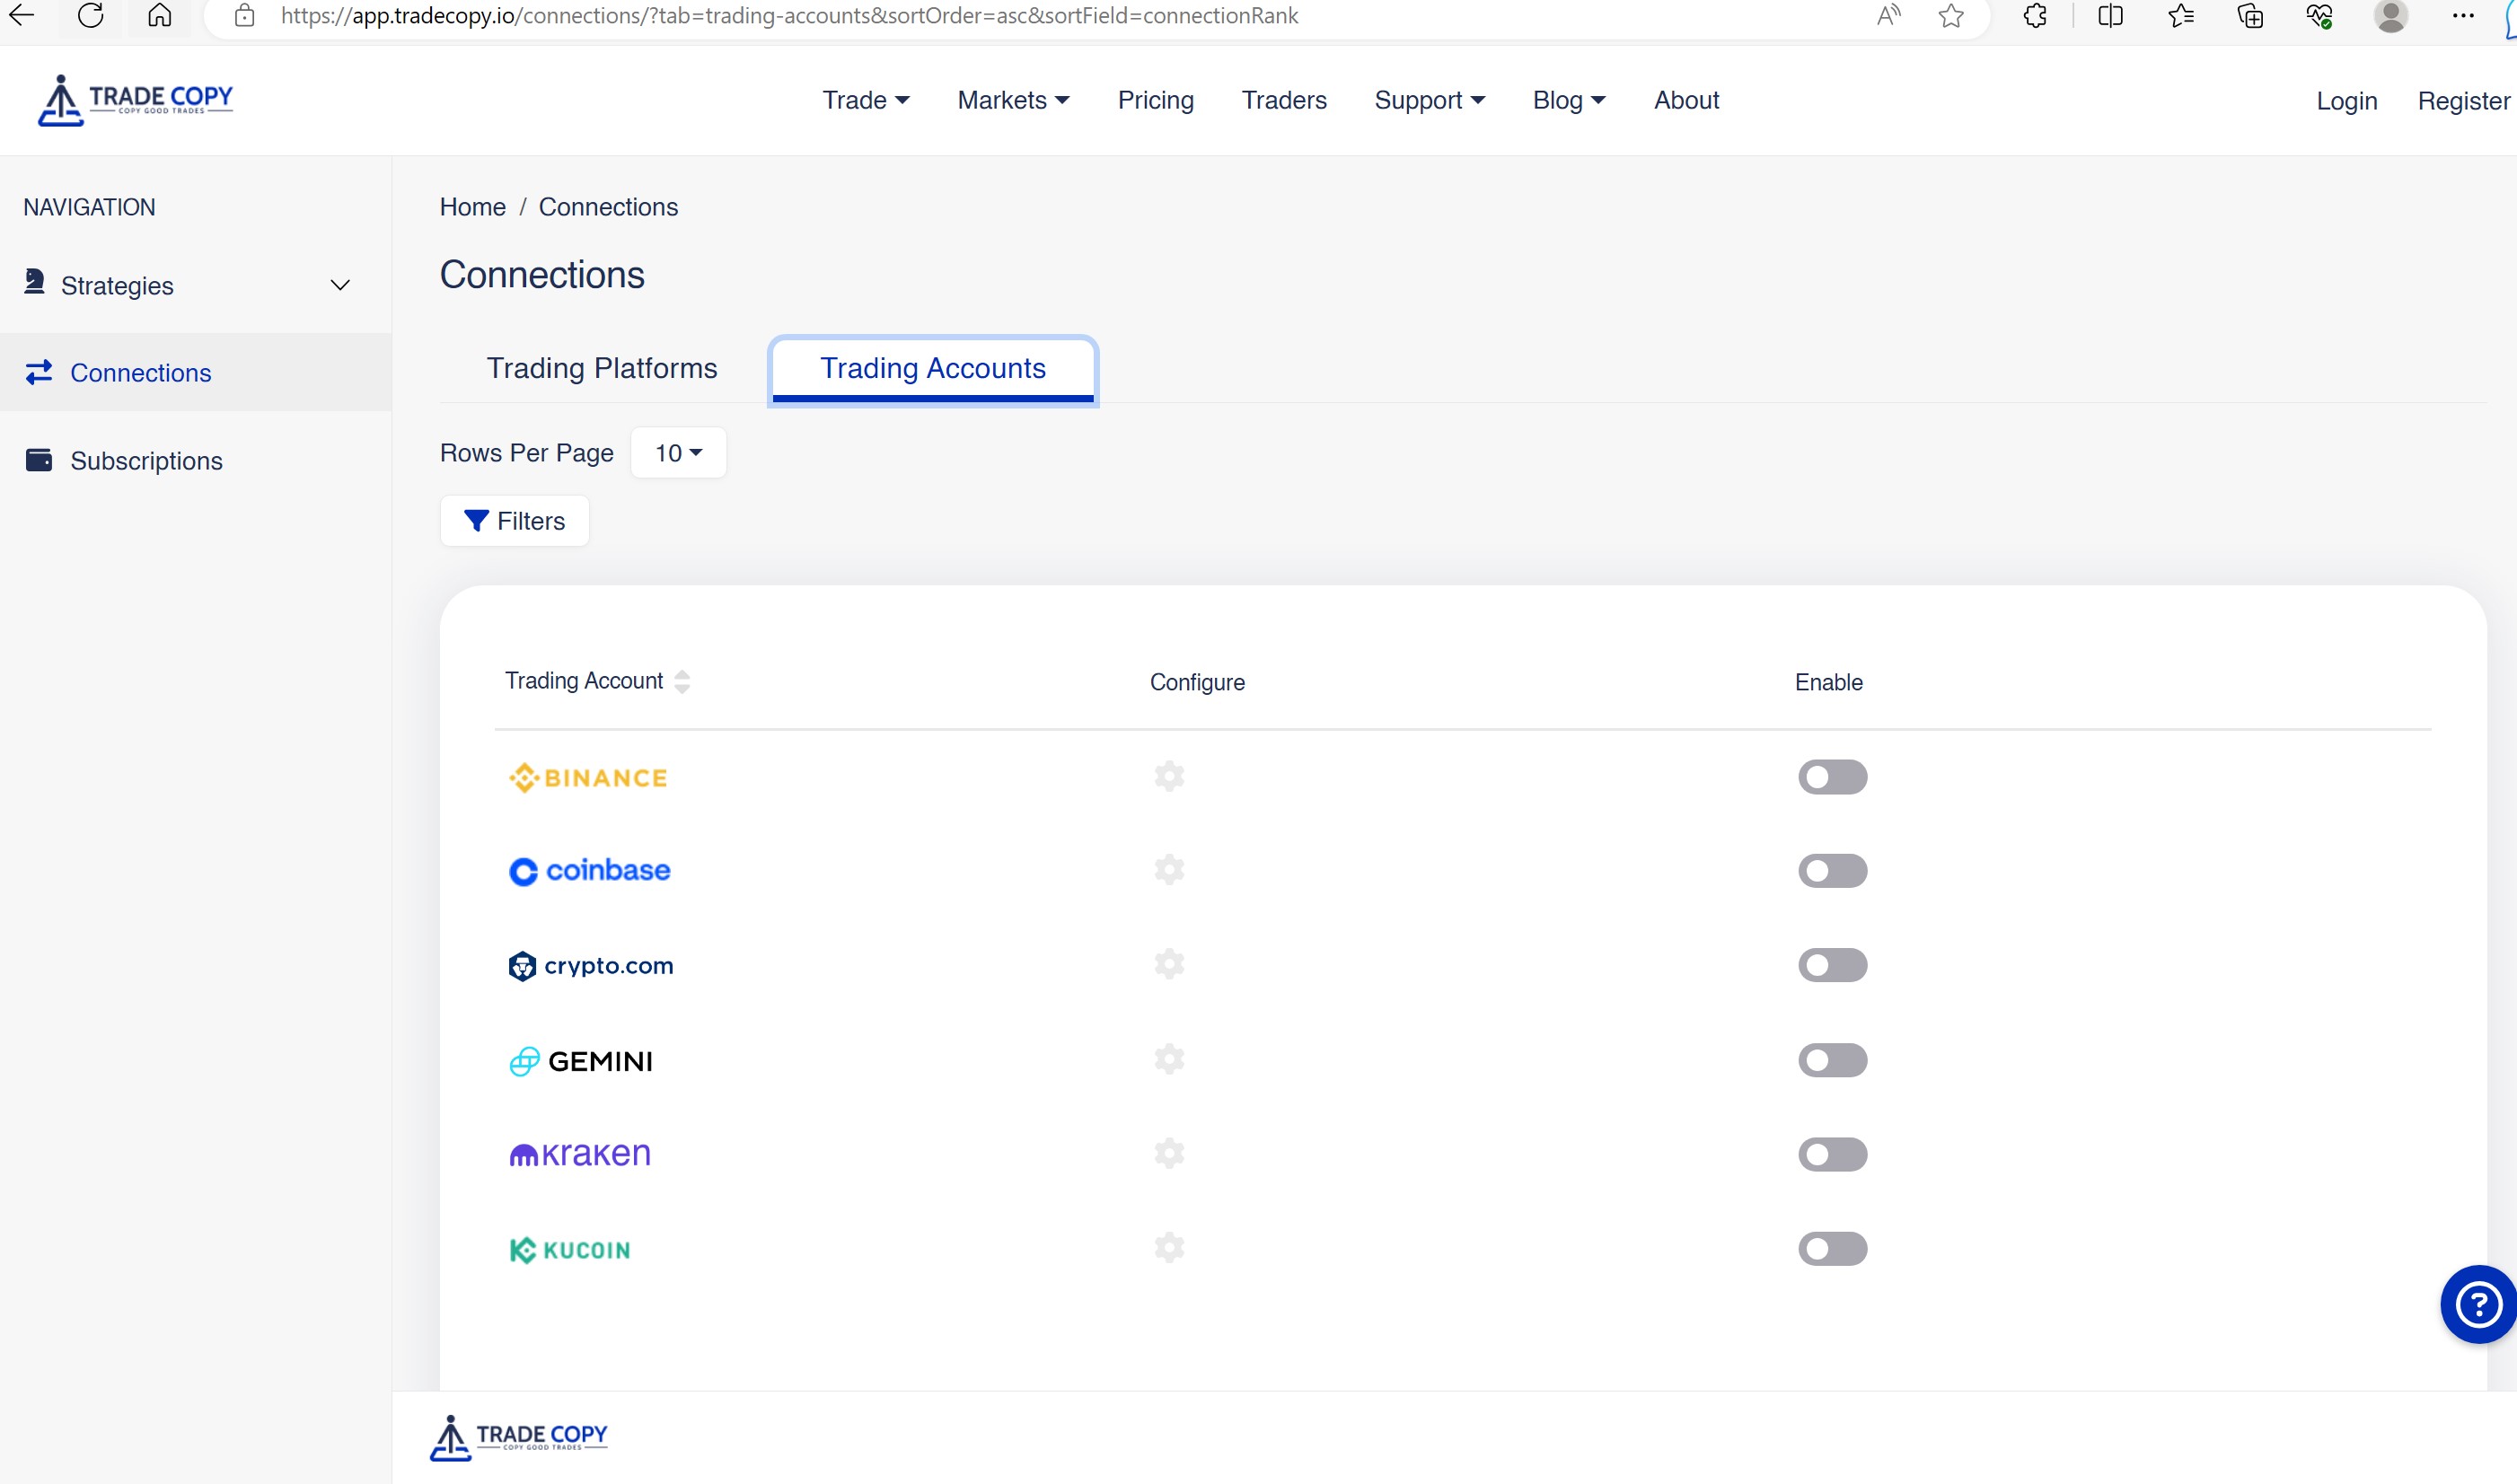 https://app.tradecopy.io/connections/?tab=trading-accounts&sortOrder=asc&sortField=connectionRank
TRADE COPY
COPY GOOD TRADES
Trade Markets Pricing Traders Support Blog About
Login Register
NAVIGATION
Strategies
Connections
Subscriptions
Home / Connections
Connections
Trading Platforms Trading Accounts
Rows Per Page 10
Filters
Trading Account Configure Enable
BINANCE
coinbase
crypto.com
GEMINI
kraken
KUCOIN
?
TRADE COPY
COPY GOOD TRADES